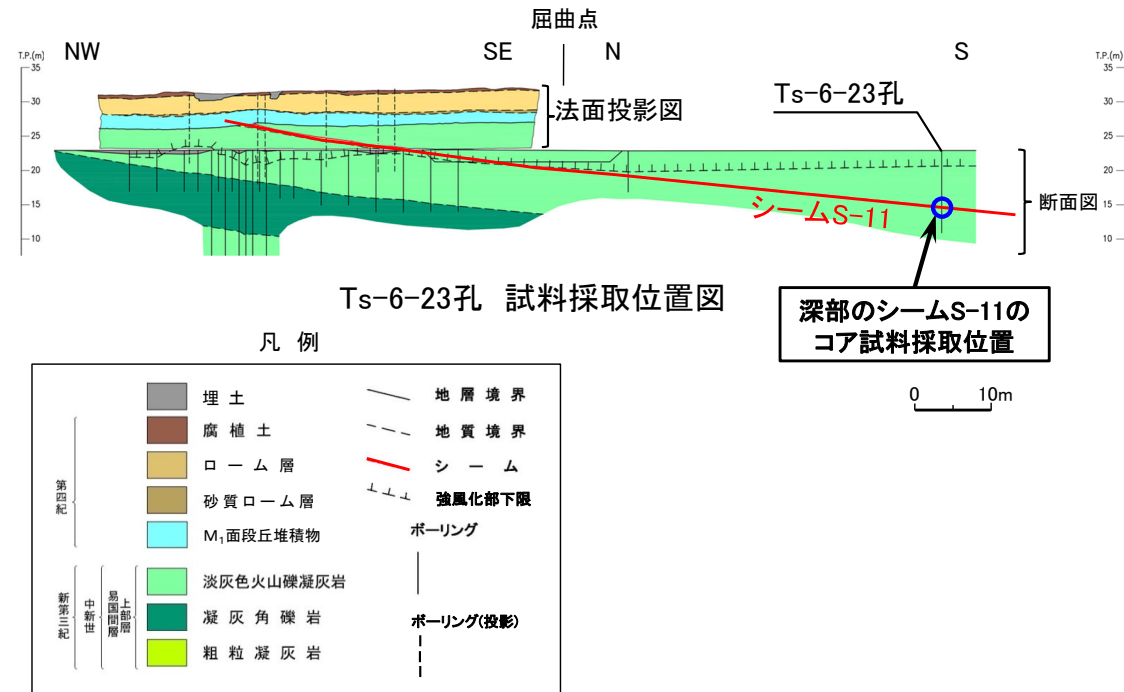 屈曲点
NW
SE
N
S
T.P.(m)
35
30
25
20
15
10
T.P.(m)
35
30
25
20
15
10
法面投影図
Ts-6-23孔
断面図
シームS-11
Ts-6-23孔 試料採取位置図
深部のシームS-11の
コア試料採取位置
0 10m
凡 例
第四紀
埋 土
腐 植 土
ロ ー ム 層
砂 質 ロ ー ム 層
M₁面段丘堆積物
新第三紀
中新世
易国間層
上部層
淡灰色火山礫凝灰岩
凝 灰 角 礫 岩
粗 粒 凝 灰 岩
地 層 境 界
地 質 境 界
シ ー ム
強風化部下限
ボーリング
ボーリング(投影)